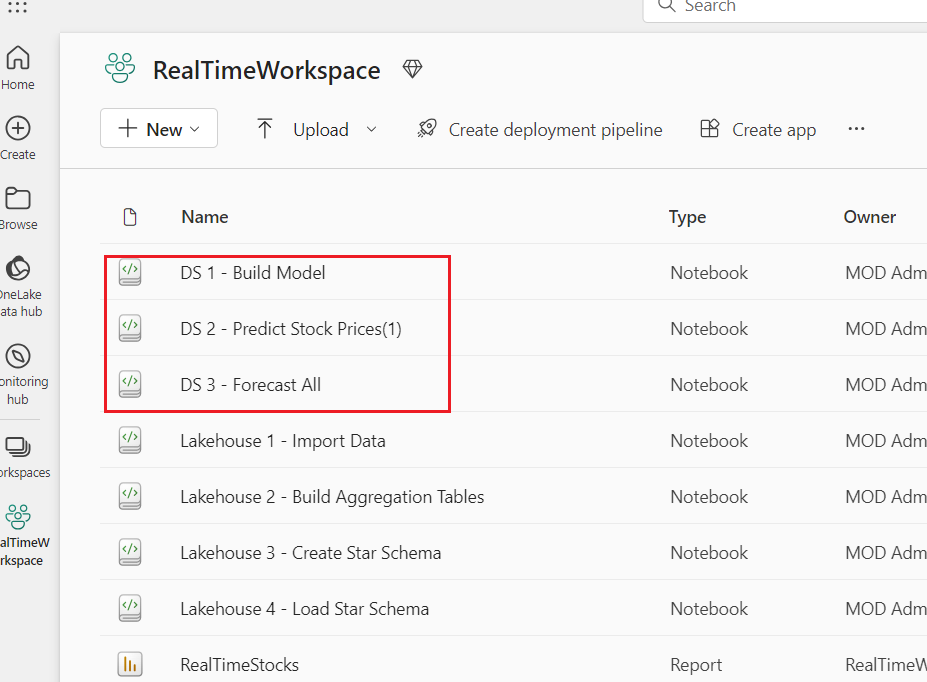 Search
Home
Create
Browse
OneLake
ata hub
onitoring
hub
orkspaces
alTimeW
rkspace
RealTimeWorkspace
New
Upload
Create deployment pipeline
Create app
Name Type Owner
DS 1 - Build Model Notebook MOD Adm
DS 2 - Predict Stock Prices(1) Notebook MOD Adm
DS 3 - Forecast All Notebook MOD Adm
Lakehouse 1 - Import Data Notebook MOD Adm
Lakehouse 2 - Build Aggregation Tables Notebook MOD Adm
Lakehouse 3 - Create Star Schema Notebook MOD Adm
Lakehouse 4 - Load Star Schema Notebook MOD Adm
RealTimeStocks Report RealTimeW